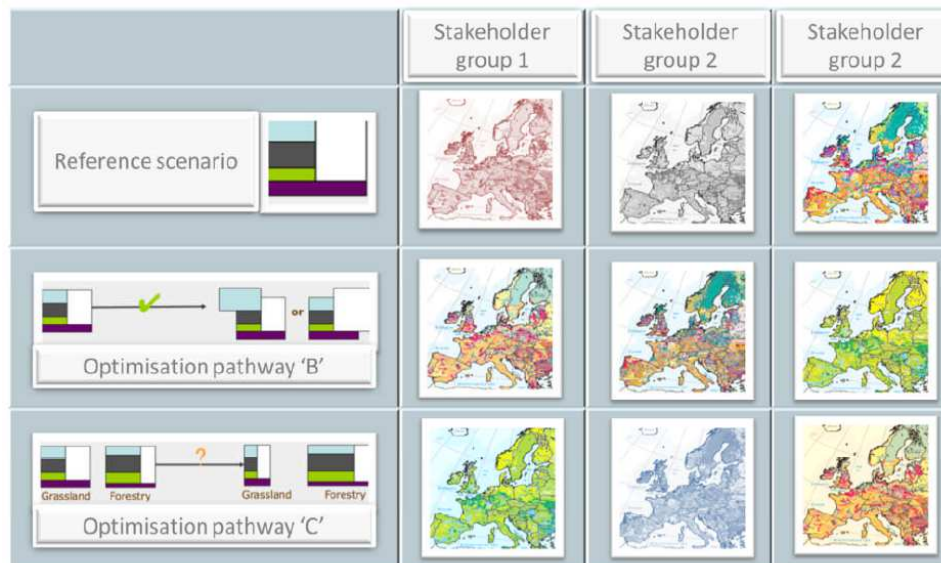 Stakeholder
group 1
Stakeholder
group 2
Stakeholder
group 2
Reference scenario
or
Optimisation pathway ‘B’
?
Grassland
Forestry
Grassland
Forestry
Optimisation pathway ‘C’